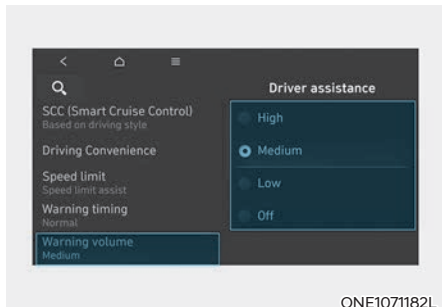 Driver assistance
SCC (Smart Cruise Control)
Based on driving style
Driving Convenience
Speed limit
Speed limit assist
Warning timing
Normal
Warning volume
Medium
High
Medium
Low
Off
ONE1071182L